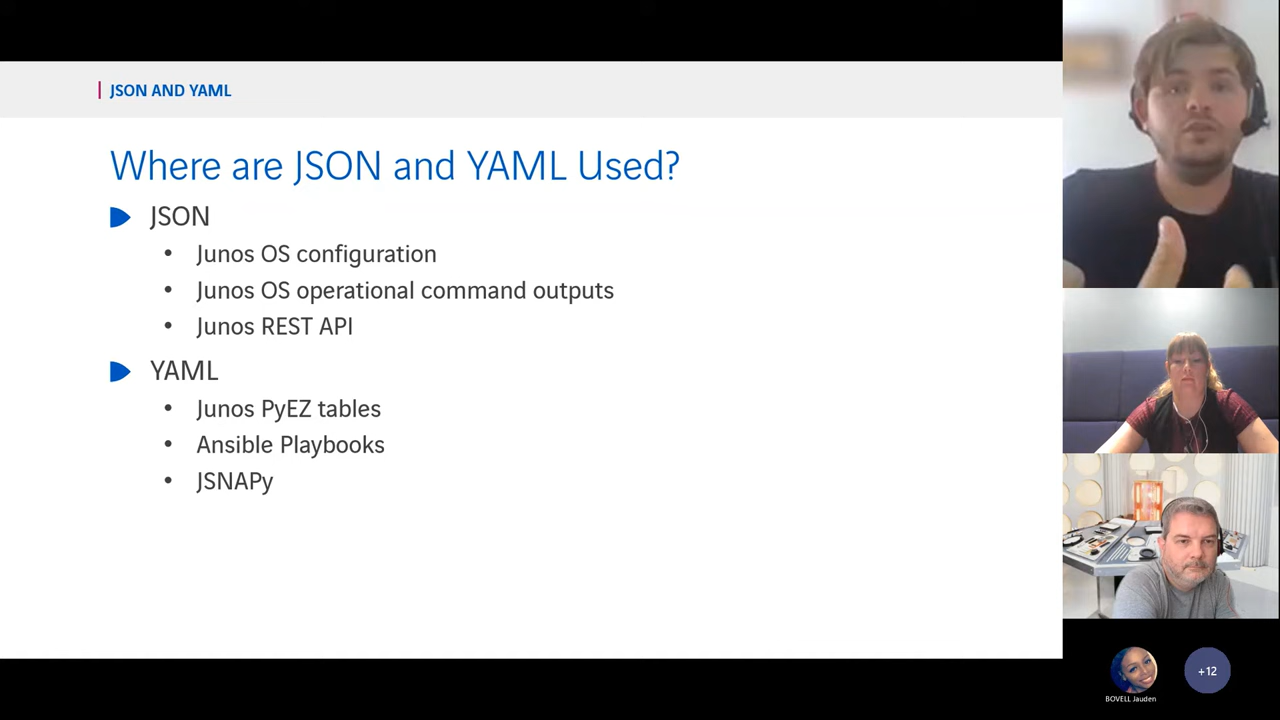 JSON AND YAML
Where are JSON and YAML Used?
JSON
Junos OS configuration
Junos OS operational command outputs
Junos REST API
YAML
Junos PyEZ tables
Ansible Playbooks
JSNAPy
+12
BOVELL Jauden